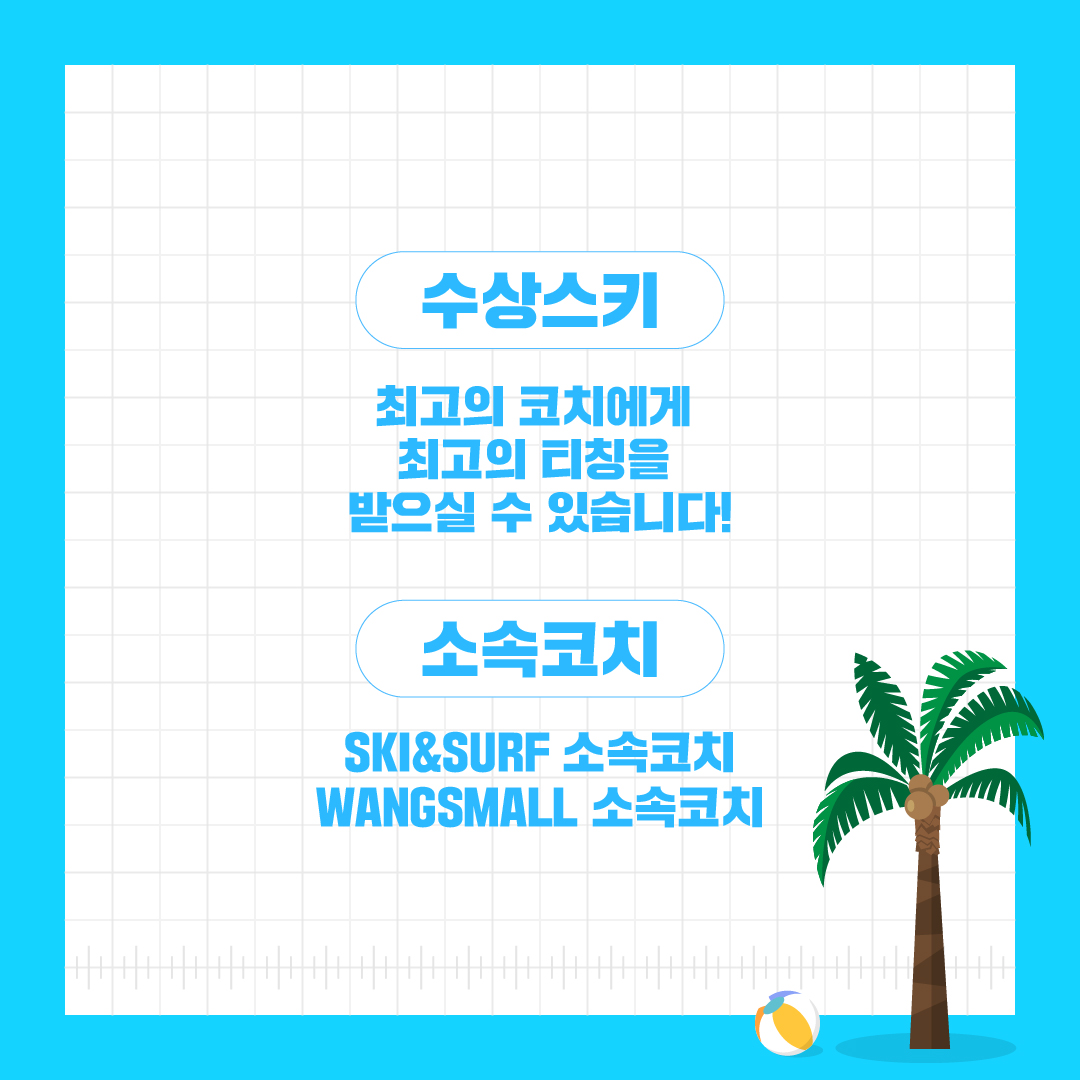 수상스키
최고의 코치에게
최고의 티칭을
받으실 수 있습니다!
소속코치
SKI&SURF 소속코치
WANGSMALL 소속코치